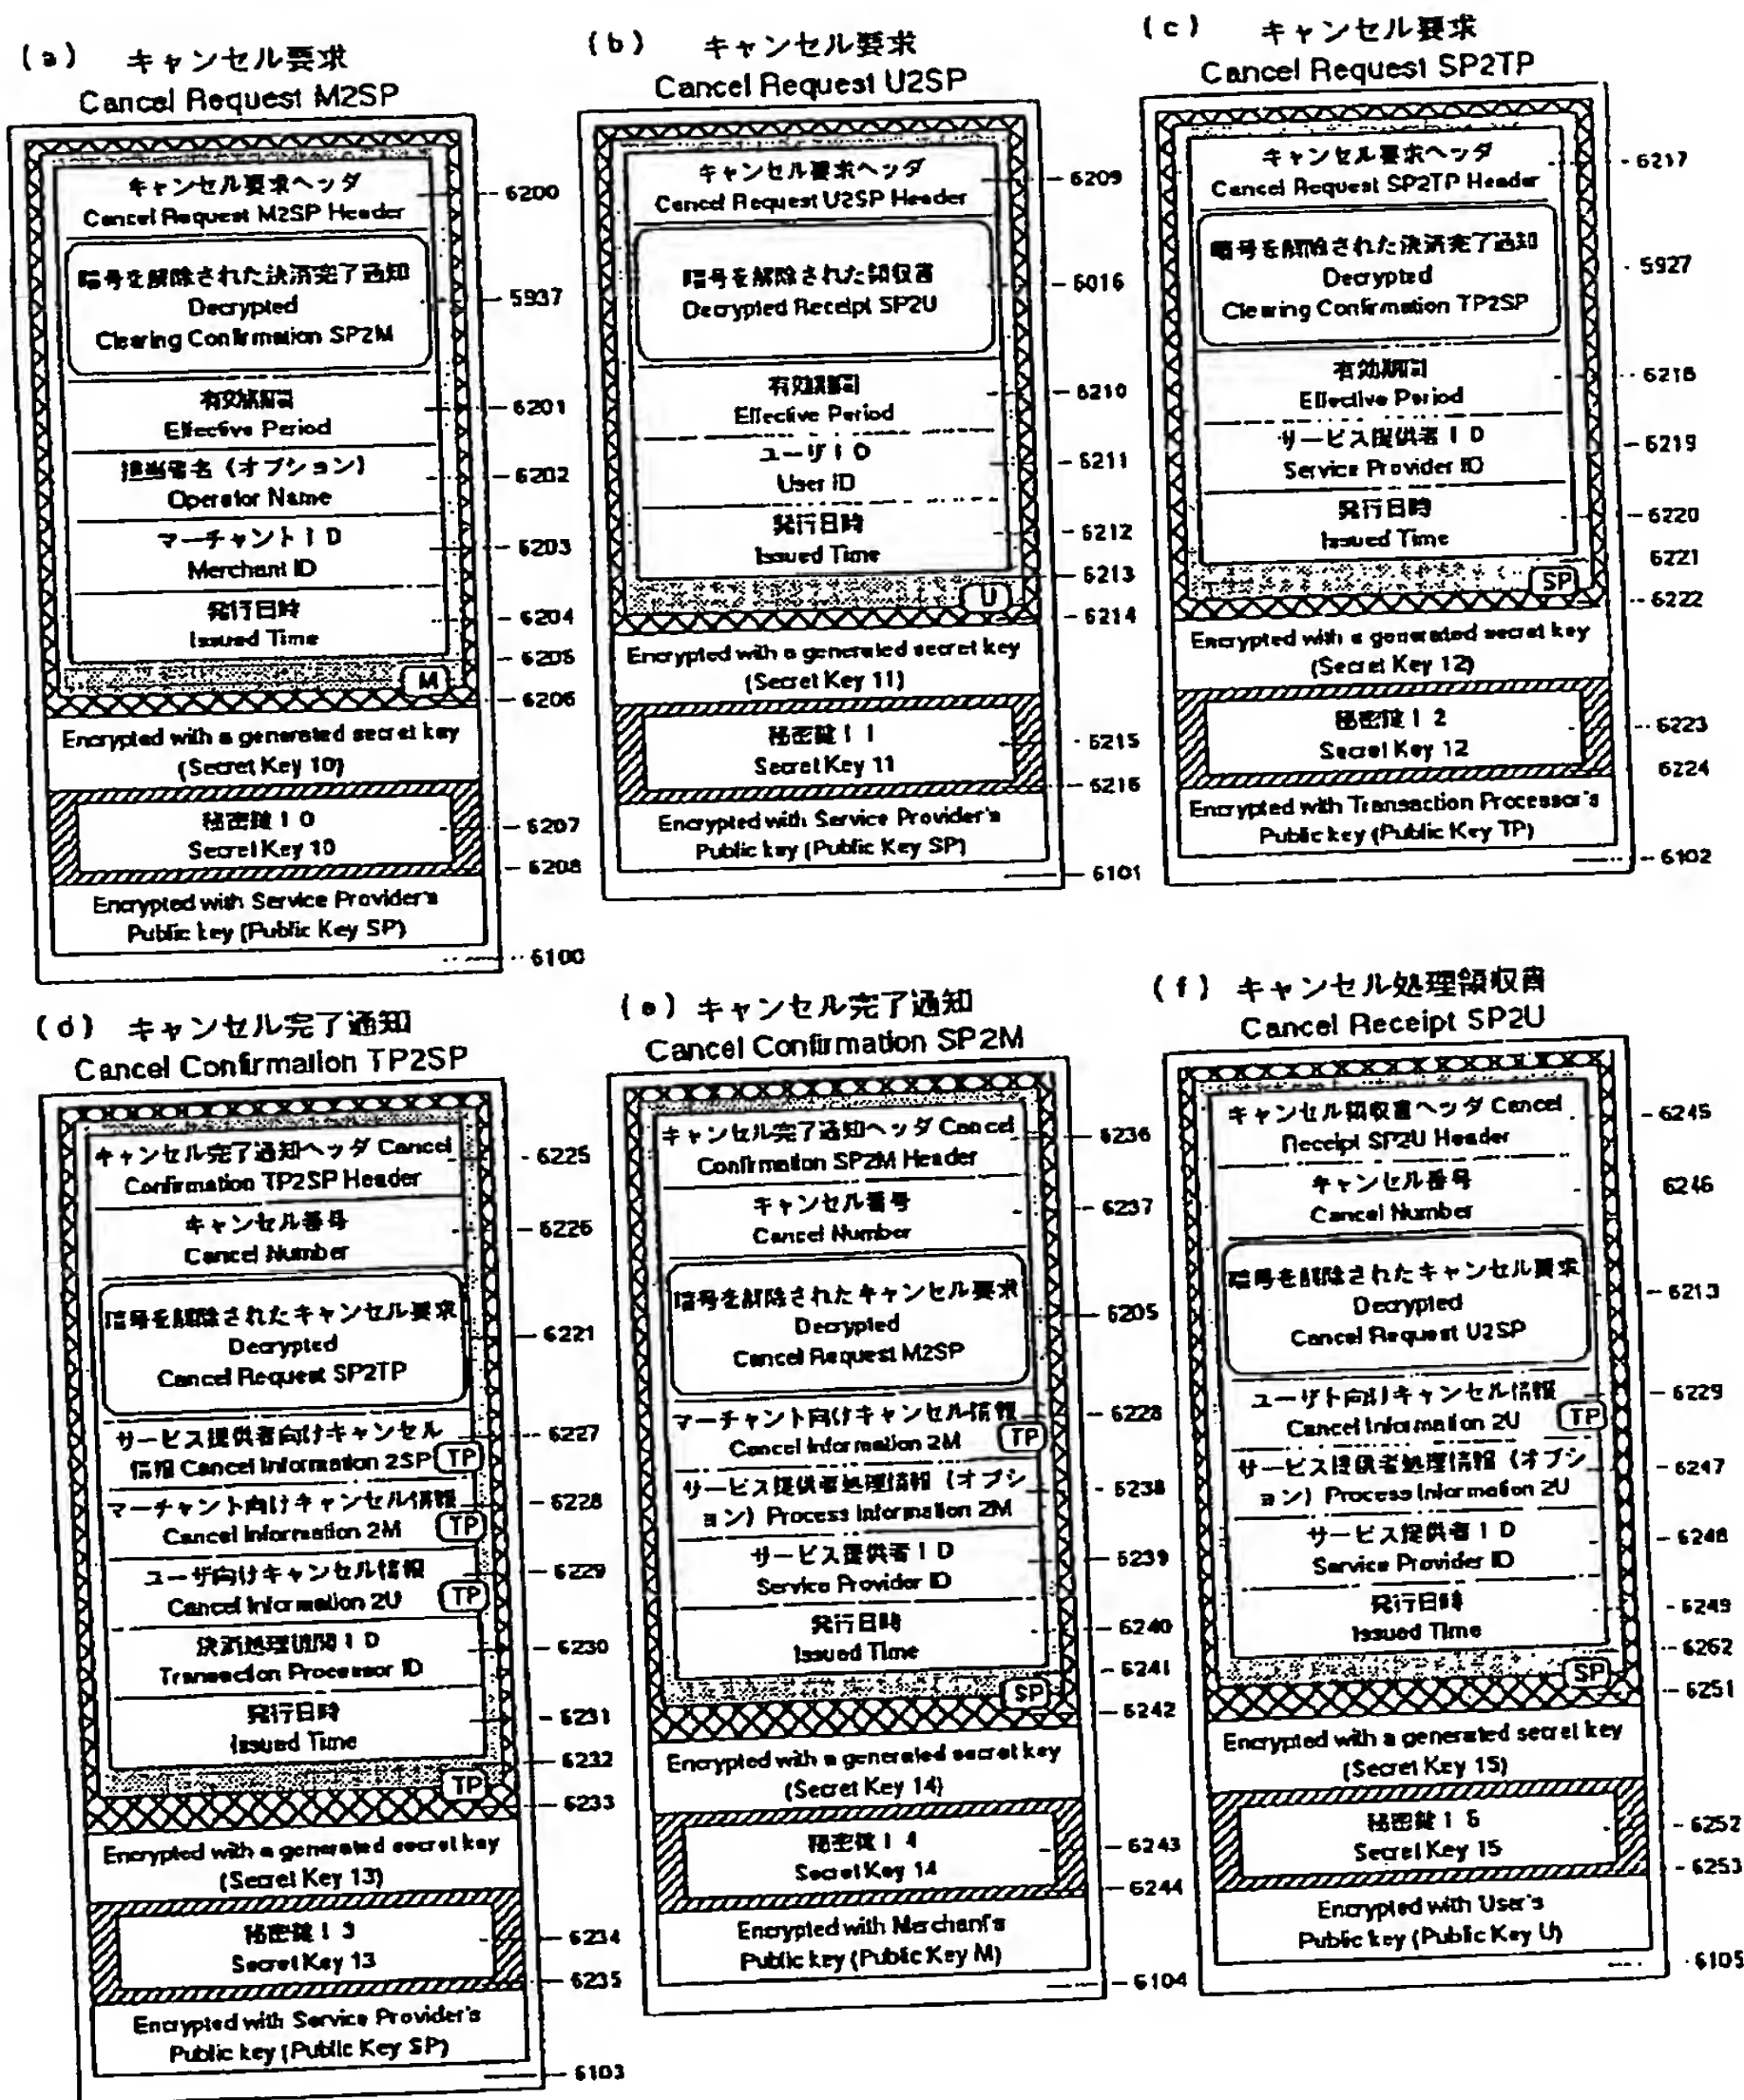 (a) キャンセル要求
Cancel Request M2SP
キャンセル要求ヘッダ
Cancel Request M2SP Header
6200
暗号を解除された決済完了通知
Decrypted
Clearing Confirmation SP2M
5937
有効期間
Effective Period
6201
担当者名 (オプション)
Operator Name
6202
マーチャントID
Merchant ID
6203
発行日時
Issued Time
6204
6205
M
6206
Encrypted with a generated secret key
(Secret Key 10)
秘密鍵10
Secret Key 10
6207
6208
Encrypted with Service Provider's
Public key (Public Key SP)
6100
(b) キャンセル要求
Cancel Request U2SP
キャンセル要求ヘッダ
Cancel Request U2SP Header
6209
暗号を解除された領収書
Decrypted Receipt SP2U
6016
有効期間
Effective Period
6210
ユーザID
User ID
6211
発行日時
Issued Time
6212
6213
U
6214
Encrypted with a generated secret key
(Secret Key 11)
秘密鍵11
Secret Key 11
6215
6216
Encrypted with Service Provider's
Public key (Public Key SP)
6101
(c) キャンセル要求
Cancel Request SP2TP
キャンセル要求ヘッダ
Cancel Request SP2TP Header
6217
暗号を解除された決済完了通知
Decrypted
Clearing Confirmation TP2SP
5927
有効期間
Effective Period
6218
サービス提供者ID
Service Provider ID
6219
発行日時
Issued Time
6220
6221
SP
6222
Encrypted with a generated secret key
(Secret Key 12)
秘密鍵12
Secret Key 12
6223
6224
Encrypted with Transaction Processor's
Public key (Public Key TP)
6102
(d) キャンセル完了通知
Cancel Confirmation TP2SP
キャンセル完了通知ヘッダ Cancel
Confirmation TP2SP Header
6225
キャンセル番号
Cancel Number
6226
暗号を解除されたキャンセル要求
Decrypted
Cancel Request SP2TP
6221
サービス提供者向けキャンセル
情報 Cancel Information 2SP TP
6227
マーチャント向けキャンセル情報
Cancel Information 2M TP
6228
ユーザ向けキャンセル情報
Cancel Information 2U TP
6229
決済処理機関ID
Transaction Processor ID
6230
発行日時
Issued Time
6231
6232
TP
6233
Encrypted with a generated secret key
(Secret Key 13)
秘密鍵13
Secret Key 13
6234
6235
Encrypted with Service Provider's
Public key (Public Key SP)
6103
(e) キャンセル完了通知
Cancel Confirmation SP2M
キャンセル完了通知ヘッダ Cancel
Confirmation SP2M Header
6236
キャンセル番号
Cancel Number
6237
暗号を解除されたキャンセル要求
Decrypted
Cancel Request M2SP
6205
マーチャント向けキャンセル情報
Cancel Information 2M TP
6228
サービス提供者処理情報 (オプシ
ョン) Process Information 2M
6238
サービス提供者ID
Service Provider ID
6239
発行日時
Issued Time
6240
6241
SP
6242
Encrypted with a generated secret key
(Secret Key 14)
秘密鍵14
Secret Key 14
6243
6244
Encrypted with Merchant's
Public key (Public Key M)
6104
(f) キャンセル処理領収書
Cancel Receipt SP2U
キャンセル領収書ヘッダ Cancel
Receipt SP2U Header
6245
キャンセル番号
Cancel Number
6246
暗号を解除されたキャンセル要求
Decrypted
Cancel Request U2SP
6213
ユーザト向けキャンセル情報
Cancel Information 2U TP
6229
サービス提供者処理情報 (オプシ
ョン) Process Information 2U
6247
サービス提供者ID
Service Provider ID
6248
発行日時
Issued Time
6249
6262
SP
6251
Encrypted with a generated secret key
(Secret Key 15)
秘密鍵15
Secret Key 15
6252
6253
Encrypted with User's
Public key (Public Key U)
6105